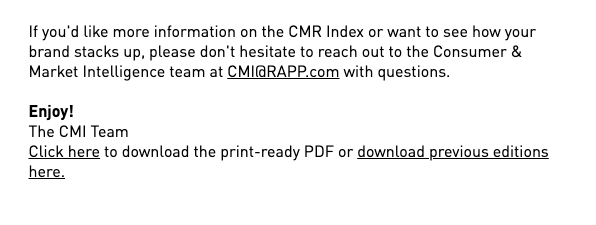 If you'd like more information on the CMR Index or want to see how your
brand stacks up, please don't hesitate to reach out to the Consumer &
Market Intelligence team at CMI@RAPP.com with questions.
Enjoy!
The CMI Team
Click here to download the print-ready PDF or download previous editions
here.